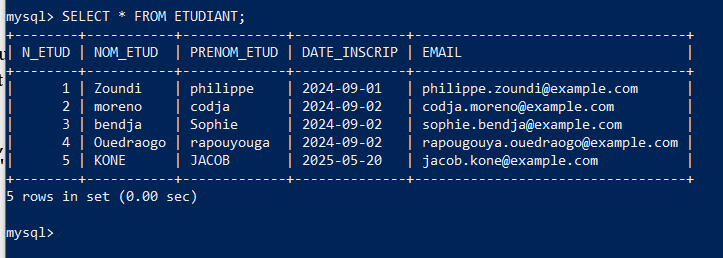 mysql> SELECT * FROM ETUDIANT;
+--------+-----------+-------------+--------------+----------------------------------+
| N_ETUD | NOM_ETUD | PRENOM_ETUD | DATE_INSCRIP | EMAIL |
+--------+-----------+-------------+--------------+----------------------------------+
| 1 | Zoundi | philippe | 2024-09-01 | philippe.zoundi@example.com |
| 2 | moreno | codja | 2024-09-02 | codja.moreno@example.com |
| 3 | bendja | Sophie | 2024-09-02 | sophie.bendja@example.com |
| 4 | Ouedraogo | rapouyouga | 2024-09-02 | rapougouya.ouedraogo@example.com |
| 5 | KONE | JACOB | 2025-05-20 | jacob.kone@example.com |
+--------+-----------+-------------+--------------+----------------------------------+
5 rows in set (0.00 sec)
mysql>